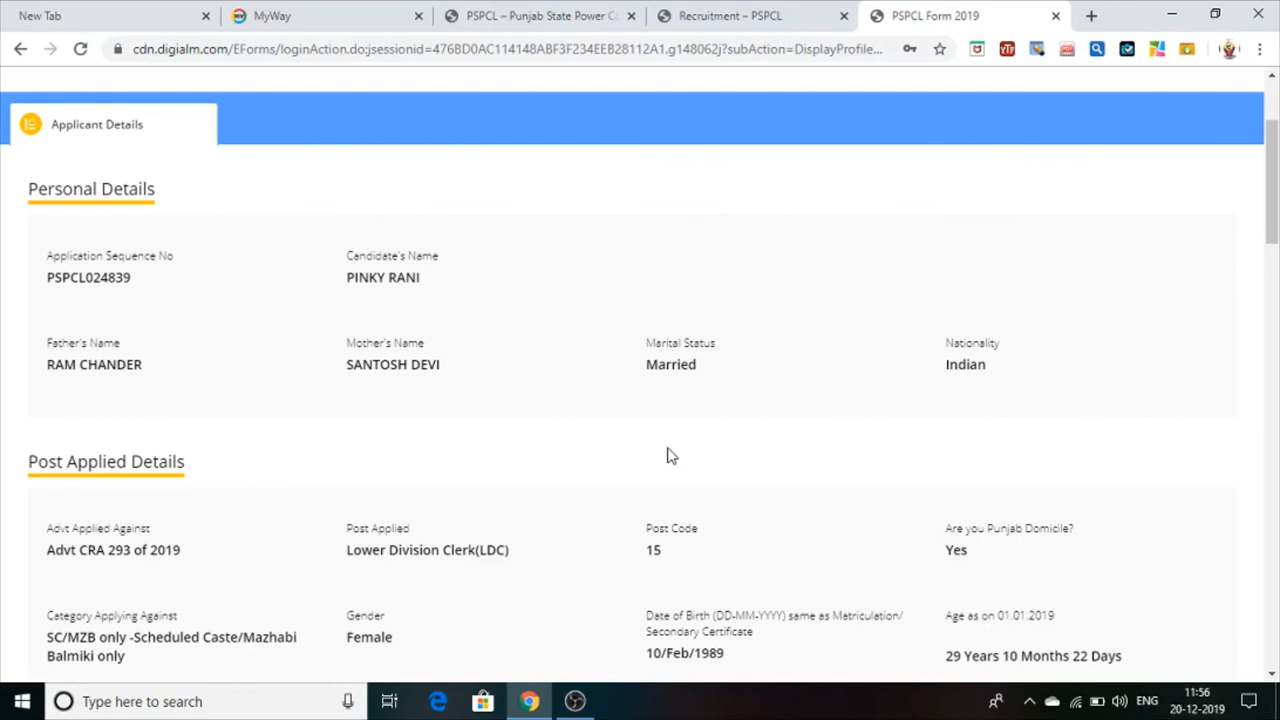 New Tab
MyWay
PSPCL – Punjab State Power C
Recruitment – PSPCL
PSPCL Form 2019
cdn.digialm.com/EForms/loginAction.do;jsessionid=476BD0AC114148ABF3F234EEB28112A1.g148062j?subAction=DisplayProfile...
Applicant Details
Personal Details
Application Sequence No
Candidate's Name
PSPCL024839
PINKY RANI
Father's Name
Mother's Name
Marital Status
Nationality
RAM CHANDER
SANTOSH DEVI
Married
Indian
Post Applied Details
Advt Applied Against
Post Applied
Post Code
Are you Punjab Domicile?
Advt CRA 293 of 2019
Lower Division Clerk(LDC)
15
Yes
Category Applying Against
Gender
Date of Birth (DD-MM-YYYY) same as Matriculation/
Secondary Certificate
Age as on 01.01.2019
SC/MZB only -Scheduled Caste/Mazhabi
Balmiki only
Female
10/Feb/1989
29 Years 10 Months 22 Days
Type here to search
ENG
11:56
20-12-2019